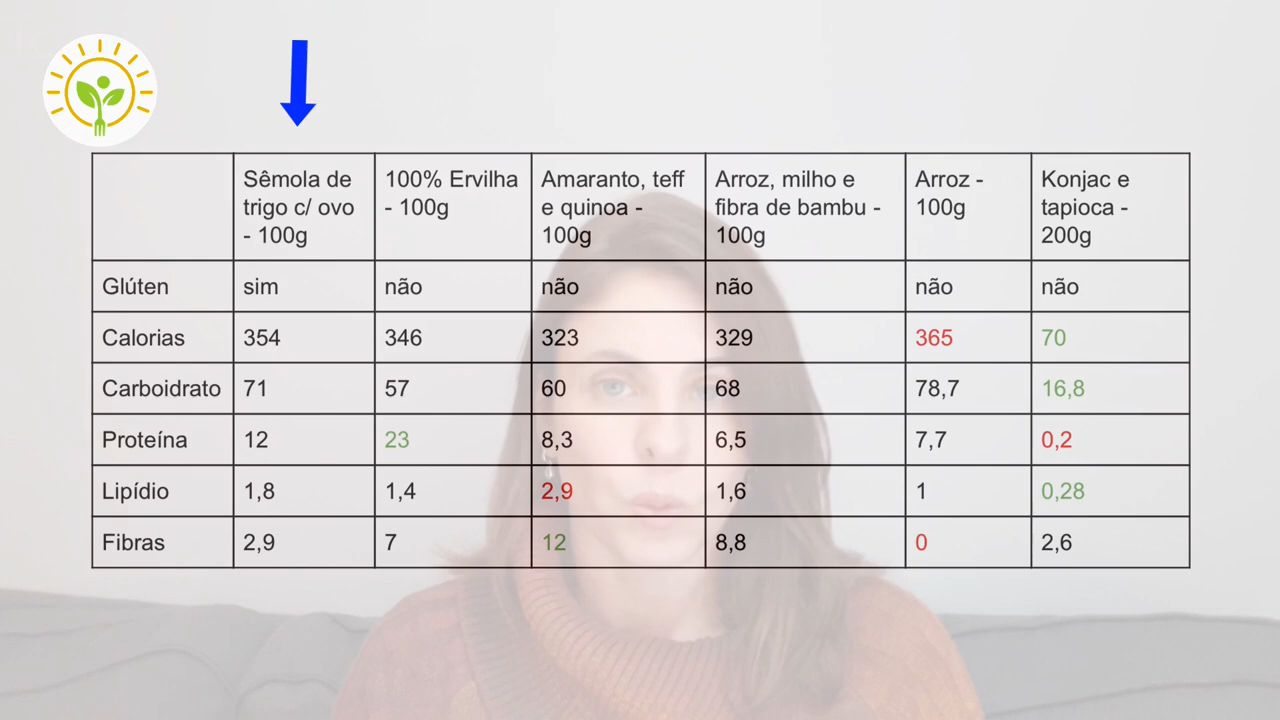 Sêmola de trigo c/ ovo - 100g
100% Ervilha - 100g
Amaranto, teff e quinoa - 100g
Arroz, milho e fibra de bambu - 100g
Arroz - 100g
Konjac e tapioca - 200g
Glúten sim não não não não não
Calorias 354 346 323 329 365 70
Carboidrato 71 57 60 68 78,7 16,8
Proteína 12 23 8,3 6,5 7,7 0,2
Lipídio 1,8 1,4 2,9 1,6 1 0,28
Fibras 2,9 7 12 8,8 0 2,6